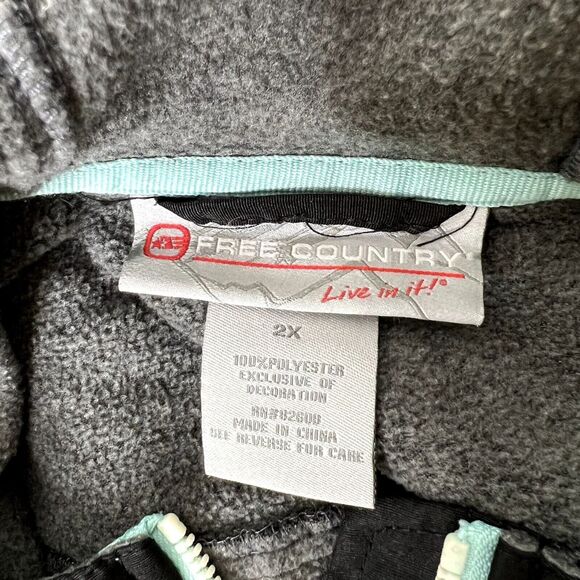 FREE COUNTRY
Live in it!®
2X
100%POLYESTER
EXCLUSIVE OF
DECORATION
RN#82608
MADE IN CHINA
SEE REVERSE FOR CARE